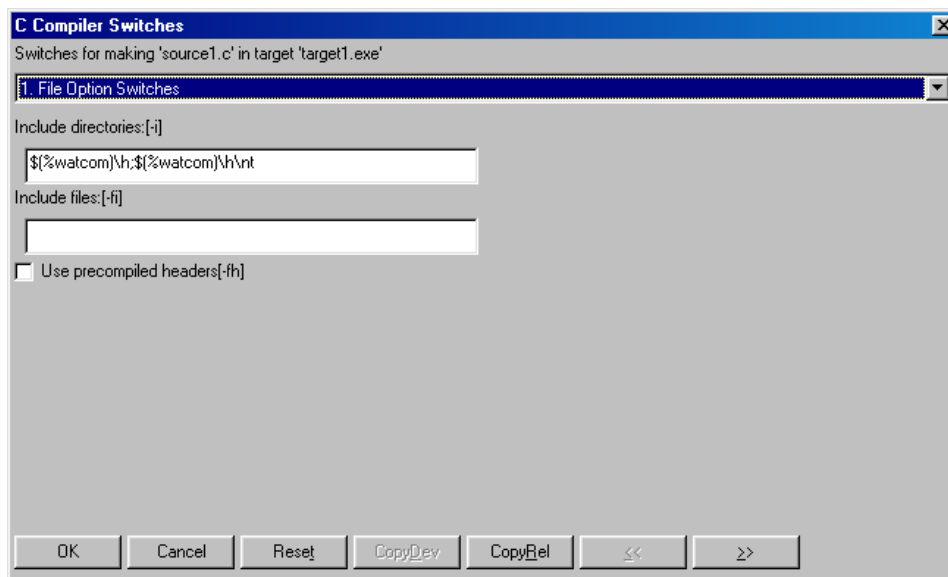 C Compiler Switches
Switches for making 'source1.c' in target 'target1.exe'
1. File Option Switches
Include directories:[-i]
$(%watcom)\h;$(%watcom)\h\nt
Include files:[-fi]
Use precompiled headers[-fh]
OK Cancel Reset CopyDev CopyRel << >>